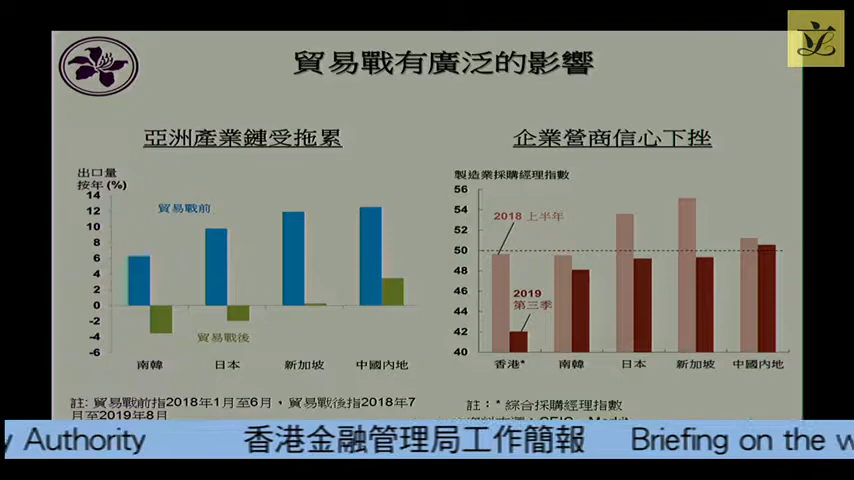 貿易戰有廣泛的影響
亞洲產業鏈受拖累
出口量
按年(%)
14
12
10
8
6
4
2
0
-2
-4
-6
貿易戰前
貿易戰後
南韓 日本 新加坡 中國內地
註: 貿易戰前指2018年1月至6月，貿易戰後指2018年7
月至2019年8月
企業營商信心下挫
製造業採購經理指數
56
54
52
50
48
46
44
42
40
2018 上半年
2019
第三季
香港* 南韓 日本 新加坡 中國內地
註：* 綜合採購經理指數
y Authority 香港金融管理局工作簡報 Briefing on the w